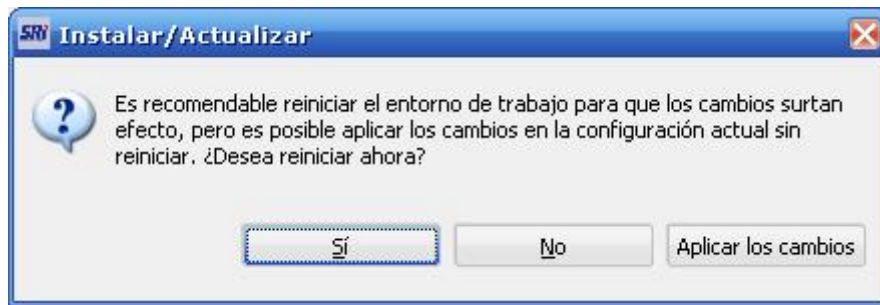 SRi Instalar/Actualizar
Es recomendable reiniciar el entorno de trabajo para que los cambios surtan
efecto, pero es posible aplicar los cambios en la configuración actual sin
reiniciar. ¿Desea reiniciar ahora?
Sí No Aplicar los cambios